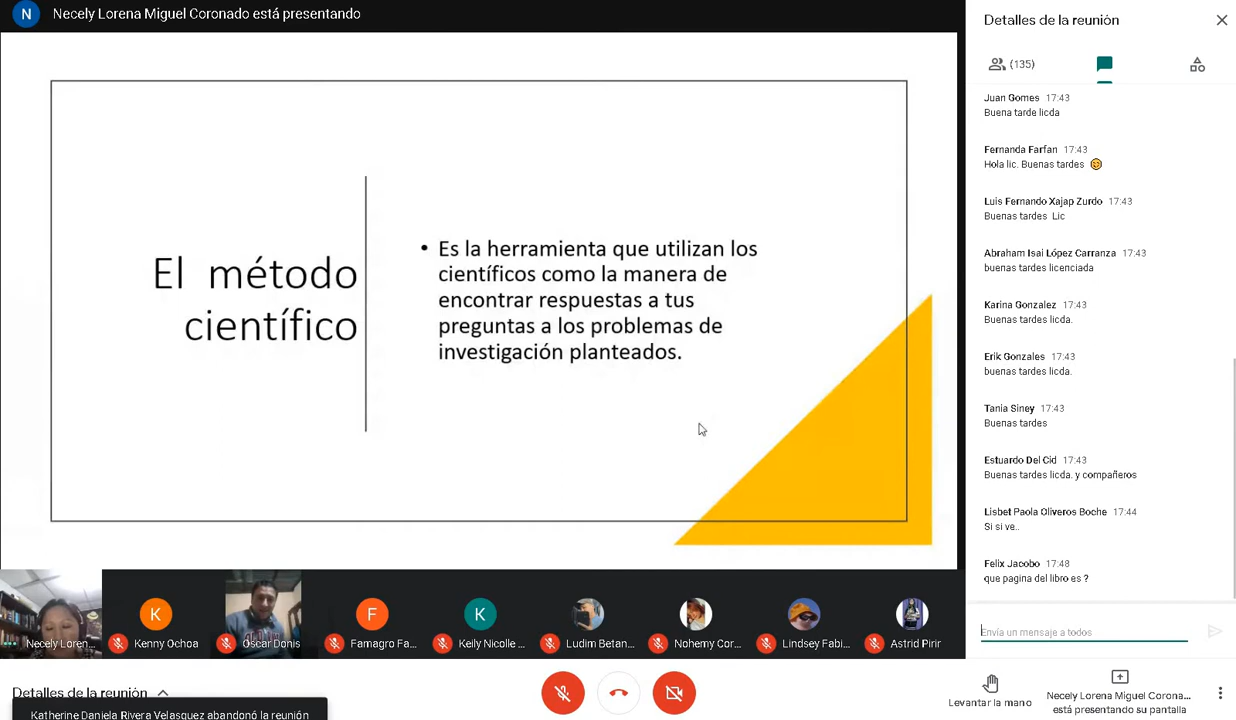 N
Necely Lorena Miguel Coronado está presentando
El método
científico
• Es la herramienta que utilizan los
científicos como la manera de
encontrar respuestas a tus
preguntas a los problemas de
investigación planteados.
Necely Loren...
K
Kenny Ochoa
Oscar Donis
F
Famagro Fa...
K
Keily Nicolle ...
Ludim Betan...
Nohemy Cor...
Lindsey Fabi...
Astrid Pirir
Detalles de la reunión
Katherine Daniela Rivera Velasquez abandonó la reunión
Levantar la mano
Necely Lorena Miguel Corona...
está presentando su pantalla
Detalles de la reunión
(135)
Juan Gomes 17:43
Buena tarde licda
Fernanda Farfan 17:43
Hola lic. Buenas tardes 😊
Luis Fernando Xajap Zurdo 17:43
Buenas tardes Lic
Abraham Isai López Carranza 17:43
buenas tardes licenciada
Karina Gonzalez 17:43
Buenas tardes licda.
Erik Gonzales 17:43
buenas tardes licda.
Tania Siney 17:43
Buenas tardes
Estuardo Del Cid 17:43
Buenas tardes licda. y compañeros
Lisbet Paola Oliveros Boche 17:44
Si si ve..
Felix Jacobo 17:48
que pagina del libro es ?
Envía un mensaje a todos